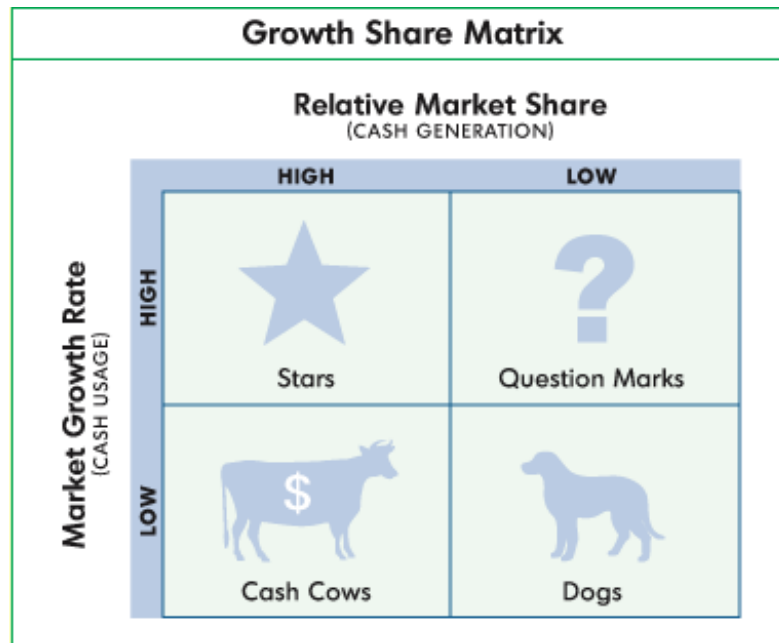 Growth Share Matrix
Relative Market Share
(CASH GENERATION)
HIGH LOW
Market Growth Rate
(CASH USAGE)
HIGH
Stars
?
Question Marks
LOW
$
Cash Cows
Dogs